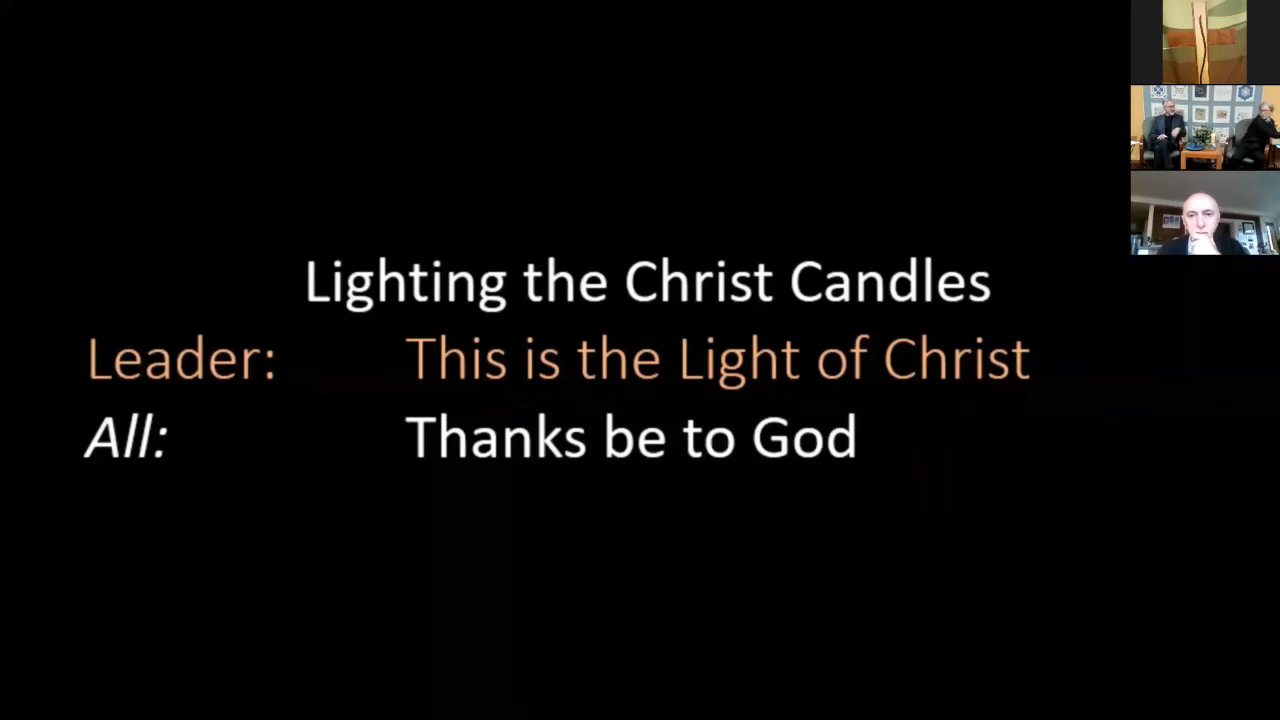 Lighting the Christ Candles
Leader: This is the Light of Christ
All: Thanks be to God